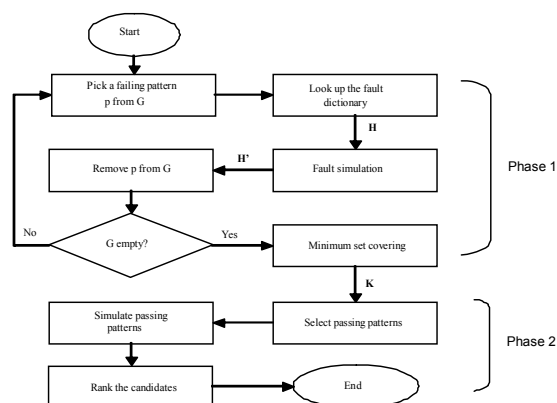 Start
Pick a failing pattern
p from G
Look up the fault
dictionary
H
H'
Remove p from G
Fault simulation
Phase 1
No
G empty?
Yes
Minimum set covering
K
Simulate passing
patterns
Select passing patterns
Phase 2
Rank the candidates
End